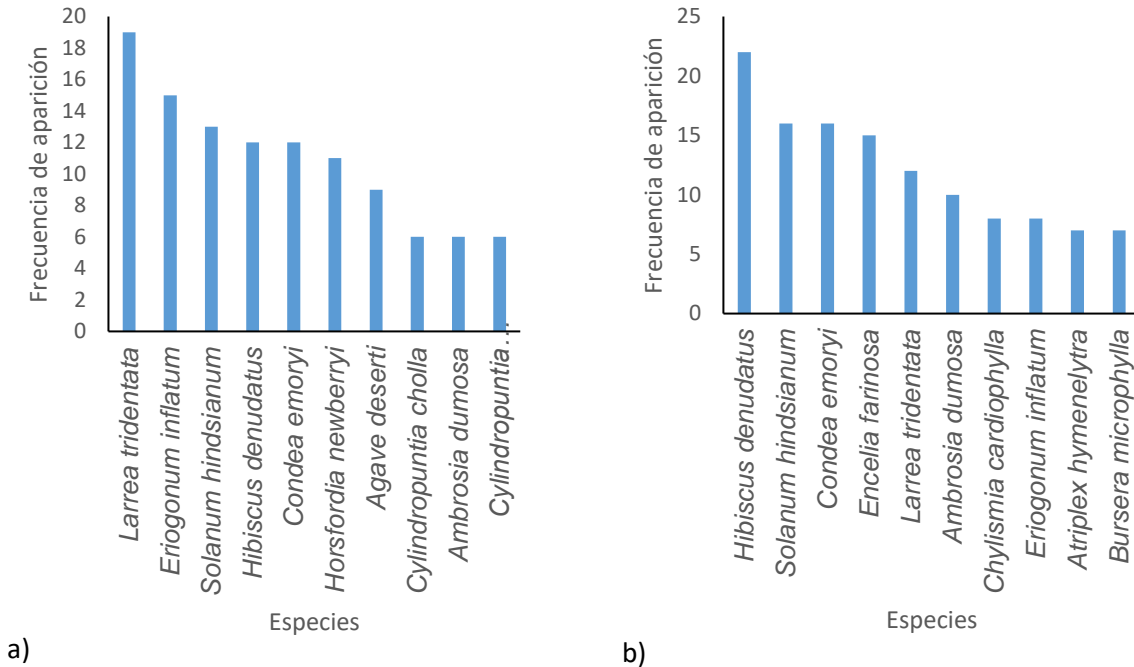 Frecuencia de aparición
20
18
16
14
12
10
8
6
4
2
0
Larrea tridentata
Eriogonum inflatum
Solanum hindsianum
Hibiscus denudatus
Condea emoryi
Horsfordia newberryi
Agave deserti
Cylindropuntia cholla
Ambrosia dumosa
Cylindropuntia…
Especies
a)
Frecuencia de aparición
25
20
15
10
5
0
Hibiscus denudatus
Solanum hindsianum
Condea emoryi
Encelia farinosa
Larrea tridentata
Ambrosia dumosa
Chylismia cardiophylla
Eriogonum inflatum
Atriplex hymenelytra
Bursera microphylla
Especies
b)